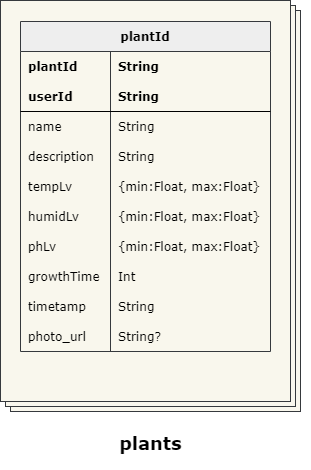 plantId
plantId String
userId String
name String
description String
tempLv {min:Float, max:Float}
humidLv {min:Float, max:Float}
phLv {min:Float, max:Float}
growthTime Int
timetamp String
photo_url String?
plants